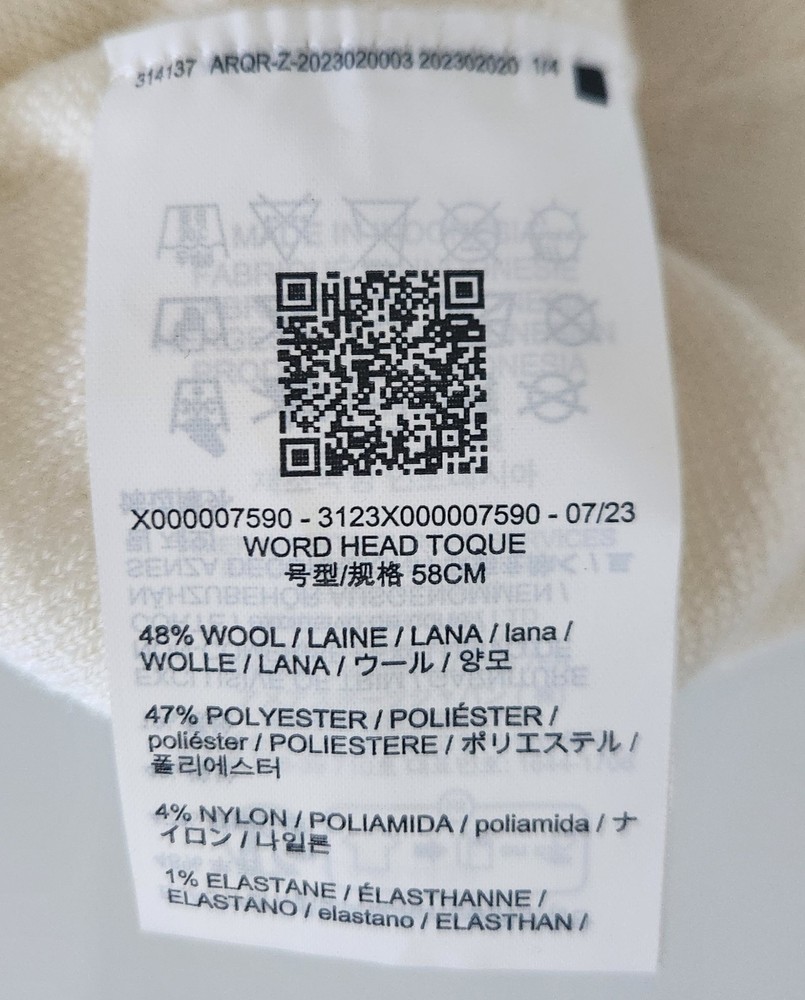 314137 ARQR-Z-2023020003 202302020 1/4
X000007590 - 3123X000007590 - 07/23
WORD HEAD TOQUE
号型/规格 58CM
48% WOOL / LAINE / LANA / lana /
WOLLE / LANA / ウール / 양모
47% POLYESTER / POLIÉSTER /
poliéster / POLIESTERE / ポリエステル /
폴리에스터
4% NYLON / POLIAMIDA / poliamida / ナ
イロン / 나일론
1% ELASTANE / ÉLASTHANNE /
ELASTANO / elastano / ELASTHAN /